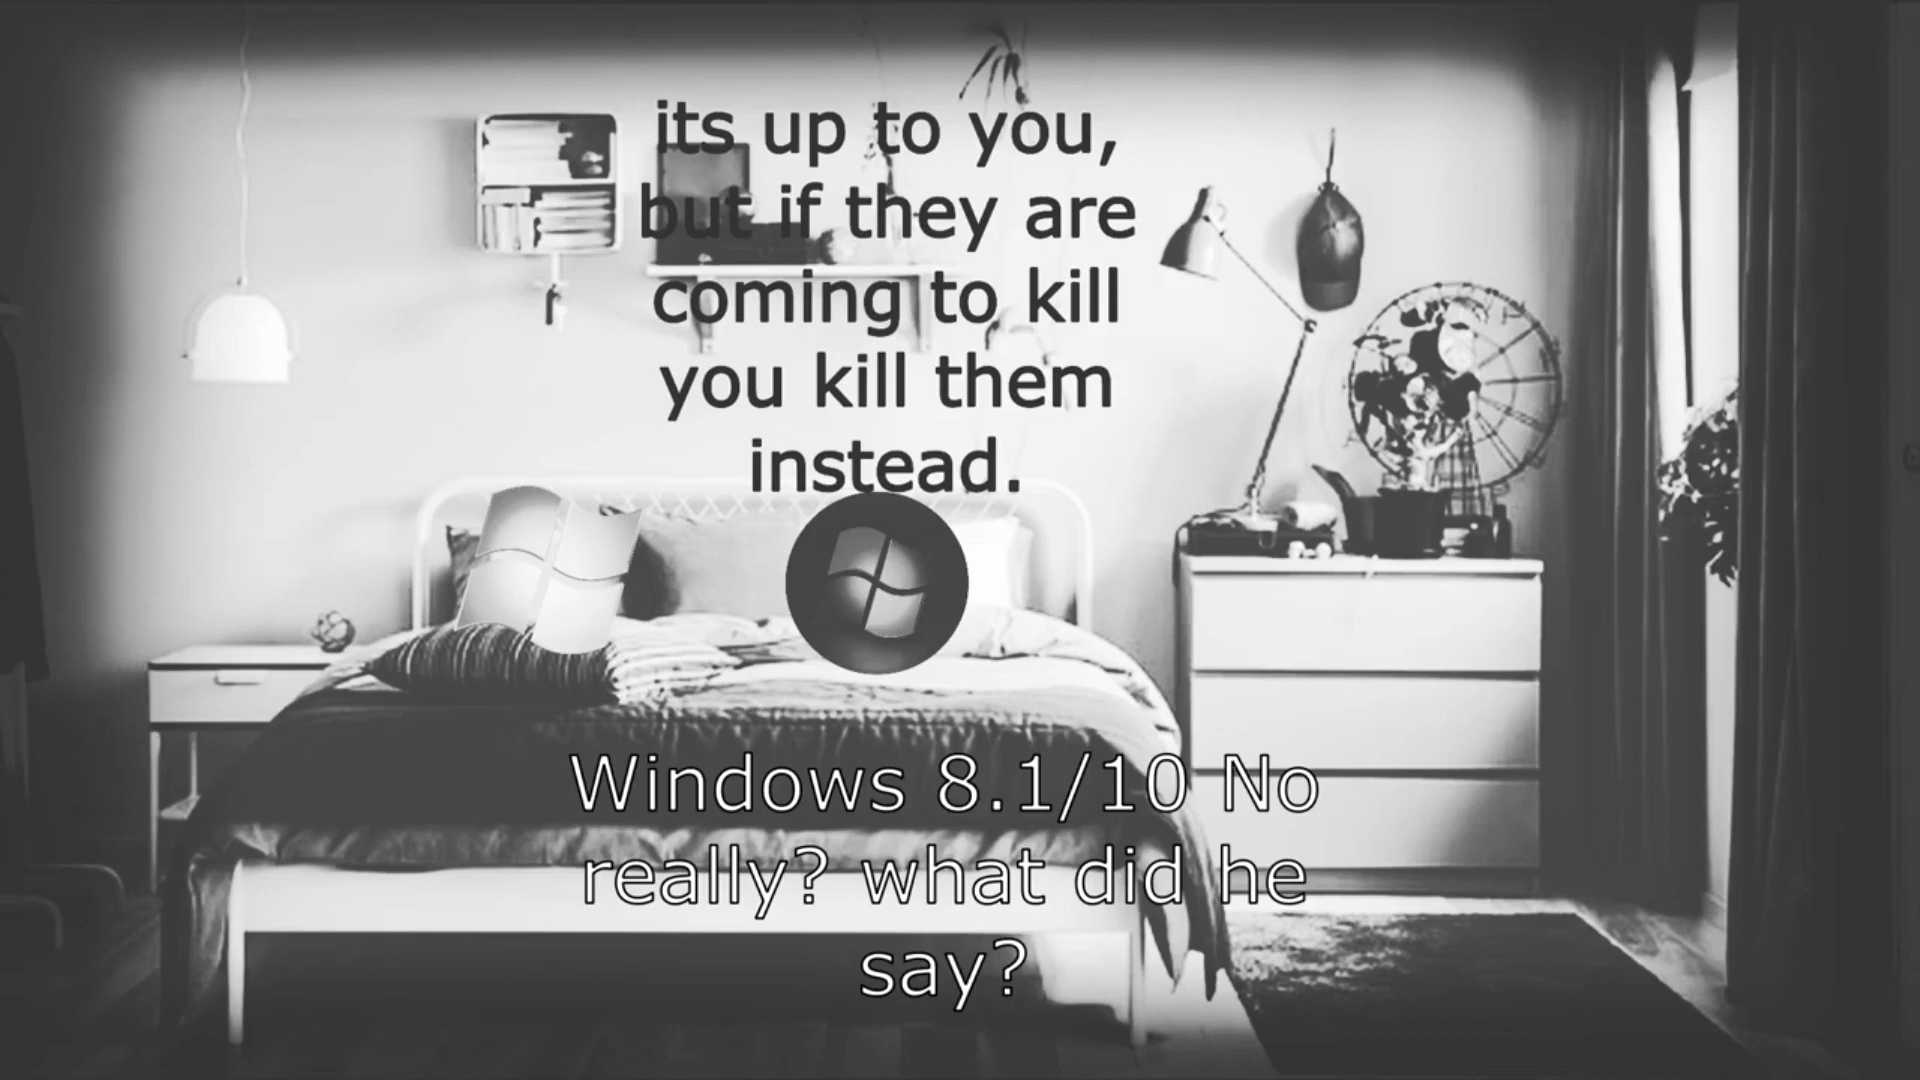 its up to you,
but if they are
coming to kill
you kill them
instead.
Windows 8.1/10 No
really? what did he
say?